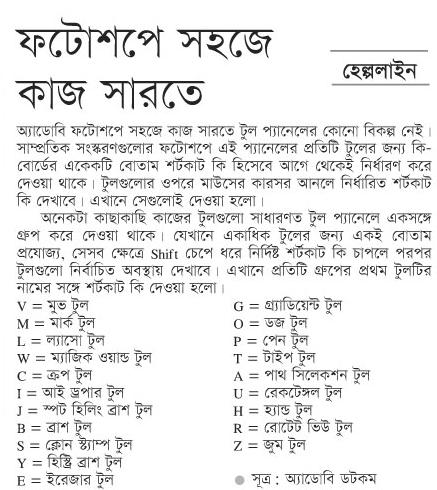 ফটোশপে সহজে
কাজ সারতে
হেল্পলাইন
অ্যাডোবি ফটোশপে সহজে কাজ সারতে টুল প্যানেলের কোনো বিকল্প নেই।
সাম্প্রতিক সংস্করণগুলোর ফটোশপে এই প্যানেলের প্রতিটি টুলের জন্য কি-
বোর্ডের একেকটি বোতাম শর্টকাট কি হিসেবে আগে থেকেই নির্ধারণ করে
দেওয়া থাকে। টুলগুলোর ওপরে মাউসের কারসর আনলে নির্ধারিত শর্টকাট
কি দেখাবে। এখানে সেগুলোই দেওয়া হলো।
অনেকটা কাছাকাছি কাজের টুলগুলো সাধারণত টুল প্যানেলে একসঙ্গে
গ্রুপ করে দেওয়া থাকে। যেখানে একাধিক টুলের জন্য একই বোতাম
প্রযোজ্য, সেসব ক্ষেত্রে Shift চেপে ধরে নির্দিষ্ট শর্টকাট কি চাপলে পরপর
টুলগুলো নির্বাচিত অবস্থায় দেখাবে। এখানে প্রতিটি গ্রুপের প্রথম টুলটির
নামের সঙ্গে শর্টকাট কি দেওয়া হলো।
V = মুভ টুল
M = মার্ক টুল
L = ল্যাসো টুল
W = ম্যাজিক ওয়ান্ড টুল
C = ক্রপ টুল
I = আই ড্রপার টুল
J = স্পট হিলিং ব্রাশ টুল
B = ব্রাশ টুল
S = ক্লোন স্ট্যাম্প টুল
Y = হিস্ট্রি ব্রাশ টুল
E = ইরেজার টুল
G = গ্র্যাডিয়েন্ট টুল
O = ডজ টুল
P = পেন টুল
T = টাইপ টুল
A = পাথ সিলেকশন টুল
U = রেকটেঙ্গল টুল
H = হ্যান্ড টুল
R = রোটেট ভিউ টুল
Z = জুম টুল
● সূত্র : অ্যাডোবি ডটকম